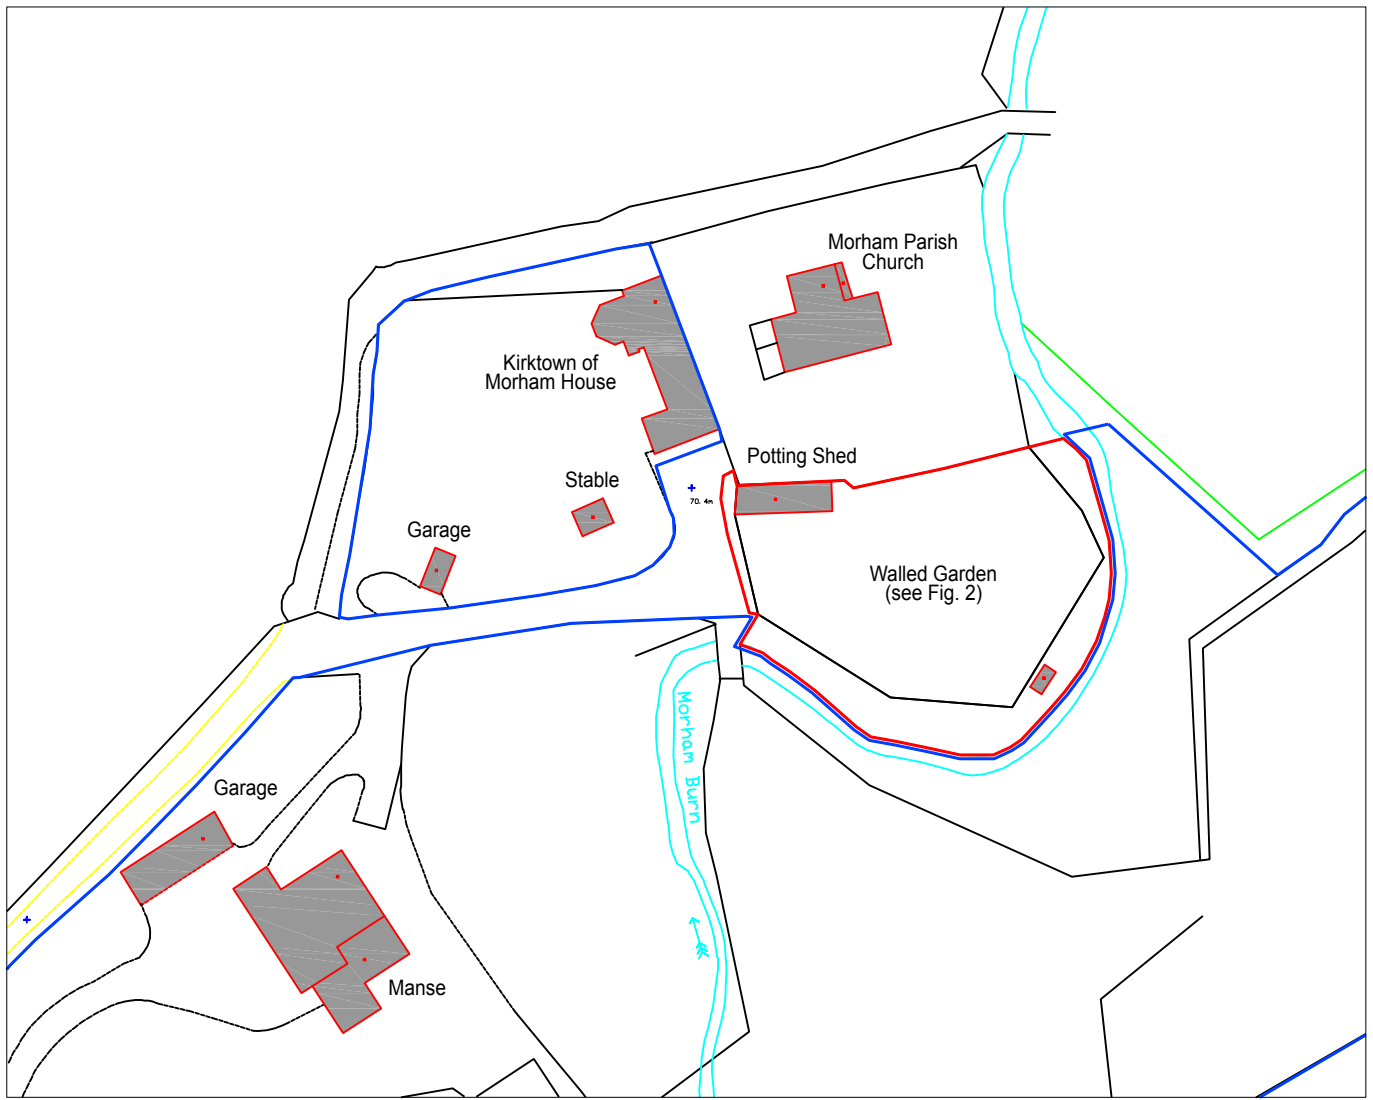 Morham Parish
Church
Kirktown of
Morham House
Potting Shed
Stable
70. 4m
Garage
Walled Garden
(see Fig. 2)
Morham Burn
Garage
Manse